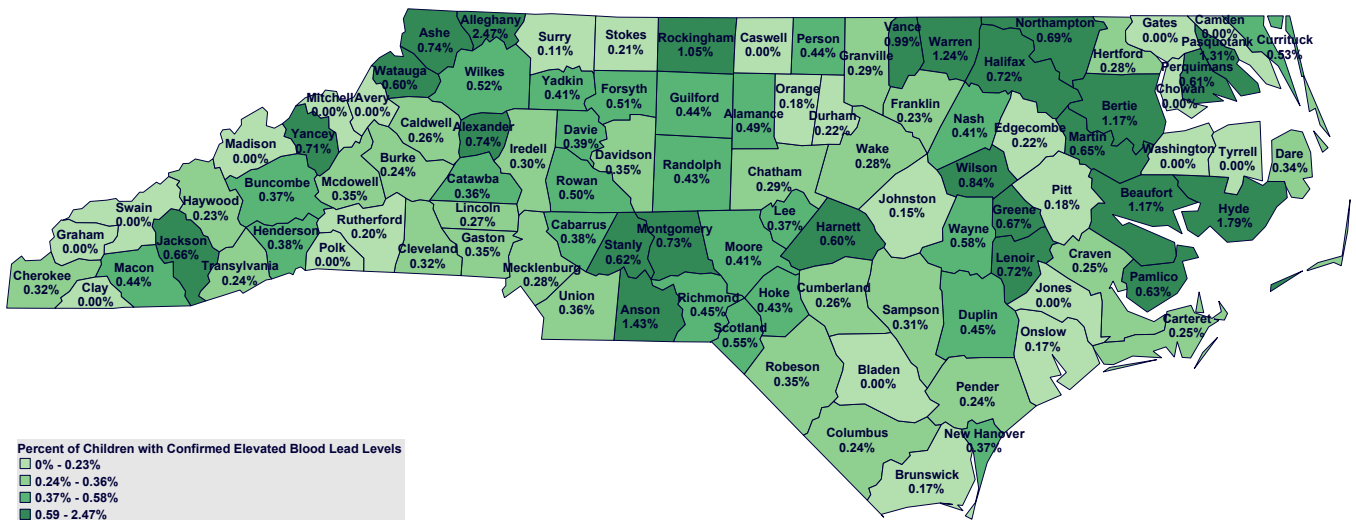 Ashe
0.74%
Alleghany
2.47%
Surry
0.11%
Stokes
0.21%
Rockingham
1.05%
Caswell
0.00%
Person
0.44%
Granville
0.29%
Vance
0.99%
Warren
1.24%
Northampton
0.69%
Halifax
0.72%
Hertford
0.28%
Gates
0.00%
Camden
0.00%
Pasquotank
1.31%
Currituck
0.53%
Perquimans
0.61%
Chowan
0.00%
Watauga
0.60%
Wilkes
0.52%
Yadkin
0.41%
Forsyth
0.51%
Guilford
0.44%
Alamance
0.49%
Orange
0.18%
Durham
0.22%
Franklin
0.23%
Nash
0.41%
Edgecombe
0.22%
Bertie
1.17%
Martin
0.65%
Washington
0.00%
Tyrrell
0.00%
Dare
0.34%
Mitchell
0.00%
Avery
0.00%
Yancey
0.71%
Caldwell
0.26%
Alexander
0.74%
Iredell
0.30%
Davie
0.39%
Davidson
0.35%
Randolph
0.43%
Chatham
0.29%
Wake
0.28%
Wilson
0.84%
Pitt
0.18%
Beaufort
1.17%
Hyde
1.79%
Madison
0.00%
Buncombe
0.37%
Mcdowell
0.35%
Burke
0.24%
Catawba
0.36%
Rowan
0.50%
Johnston
0.15%
Greene
0.67%
Swain
0.00%
Haywood
0.23%
Lincoln
0.27%
Lee
0.37%
Harnett
0.60%
Wayne
0.58%
Graham
0.00%
Jackson
0.66%
Henderson
0.38%
Rutherford
0.20%
Polk
0.00%
Cleveland
0.32%
Gaston
0.35%
Cabarrus
0.38%
Stanly
0.62%
Montgomery
0.73%
Moore
0.41%
Lenoir
0.72%
Craven
0.25%
Pamlico
0.63%
Cherokee
0.32%
Macon
0.44%
Clay
0.00%
Transylvania
0.24%
Mecklenburg
0.28%
Union
0.36%
Anson
1.43%
Richmond
0.45%
Hoke
0.43%
Cumberland
0.26%
Sampson
0.31%
Duplin
0.45%
Jones
0.00%
Onslow
0.17%
Carteret
0.25%
Scotland
0.55%
Robeson
0.35%
Bladen
0.00%
Pender
0.24%
Columbus
0.24%
New Hanover
0.37%
Brunswick
0.17%
Percent of Children with Confirmed Elevated Blood Lead Levels
0% - 0.23%
0.24% - 0.36%
0.37% - 0.58%
0.59 - 2.47%